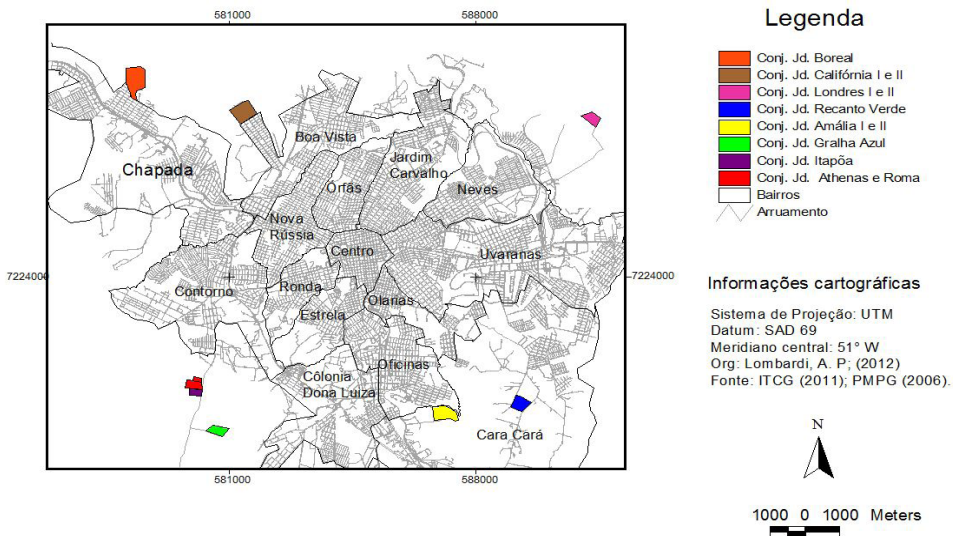 581000
588000
Legenda
Conj. Jd. Boreal
Conj. Jd. Califórnia I e II
Conj. Jd. Londres I e II
Conj. Jd. Recanto Verde
Conj. Jd. Amália I e II
Conj. Jd. Gralha Azul
Conj. Jd. Itapôa
Conj. Jd. Athenas e Roma
Bairros
Arruamento
Boa Vista
Chapada
Jardim
Carvalho
Órfãs
Neves
Nova
Rússia
Centro
Uvaranas
7224000
7224000
Contorno
Ronda
Olarias
Estrela
Oficinas
Côlonia
Dona Luiza
Cara Cará
581000
588000
Informações cartográficas
Sistema de Projeção: UTM
Datum: SAD 69
Meridiano central: 51° W
Org: Lombardi, A. P; (2012)
Fonte: ITCG (2011); PMPG (2006).
N
1000 0 1000 Meters